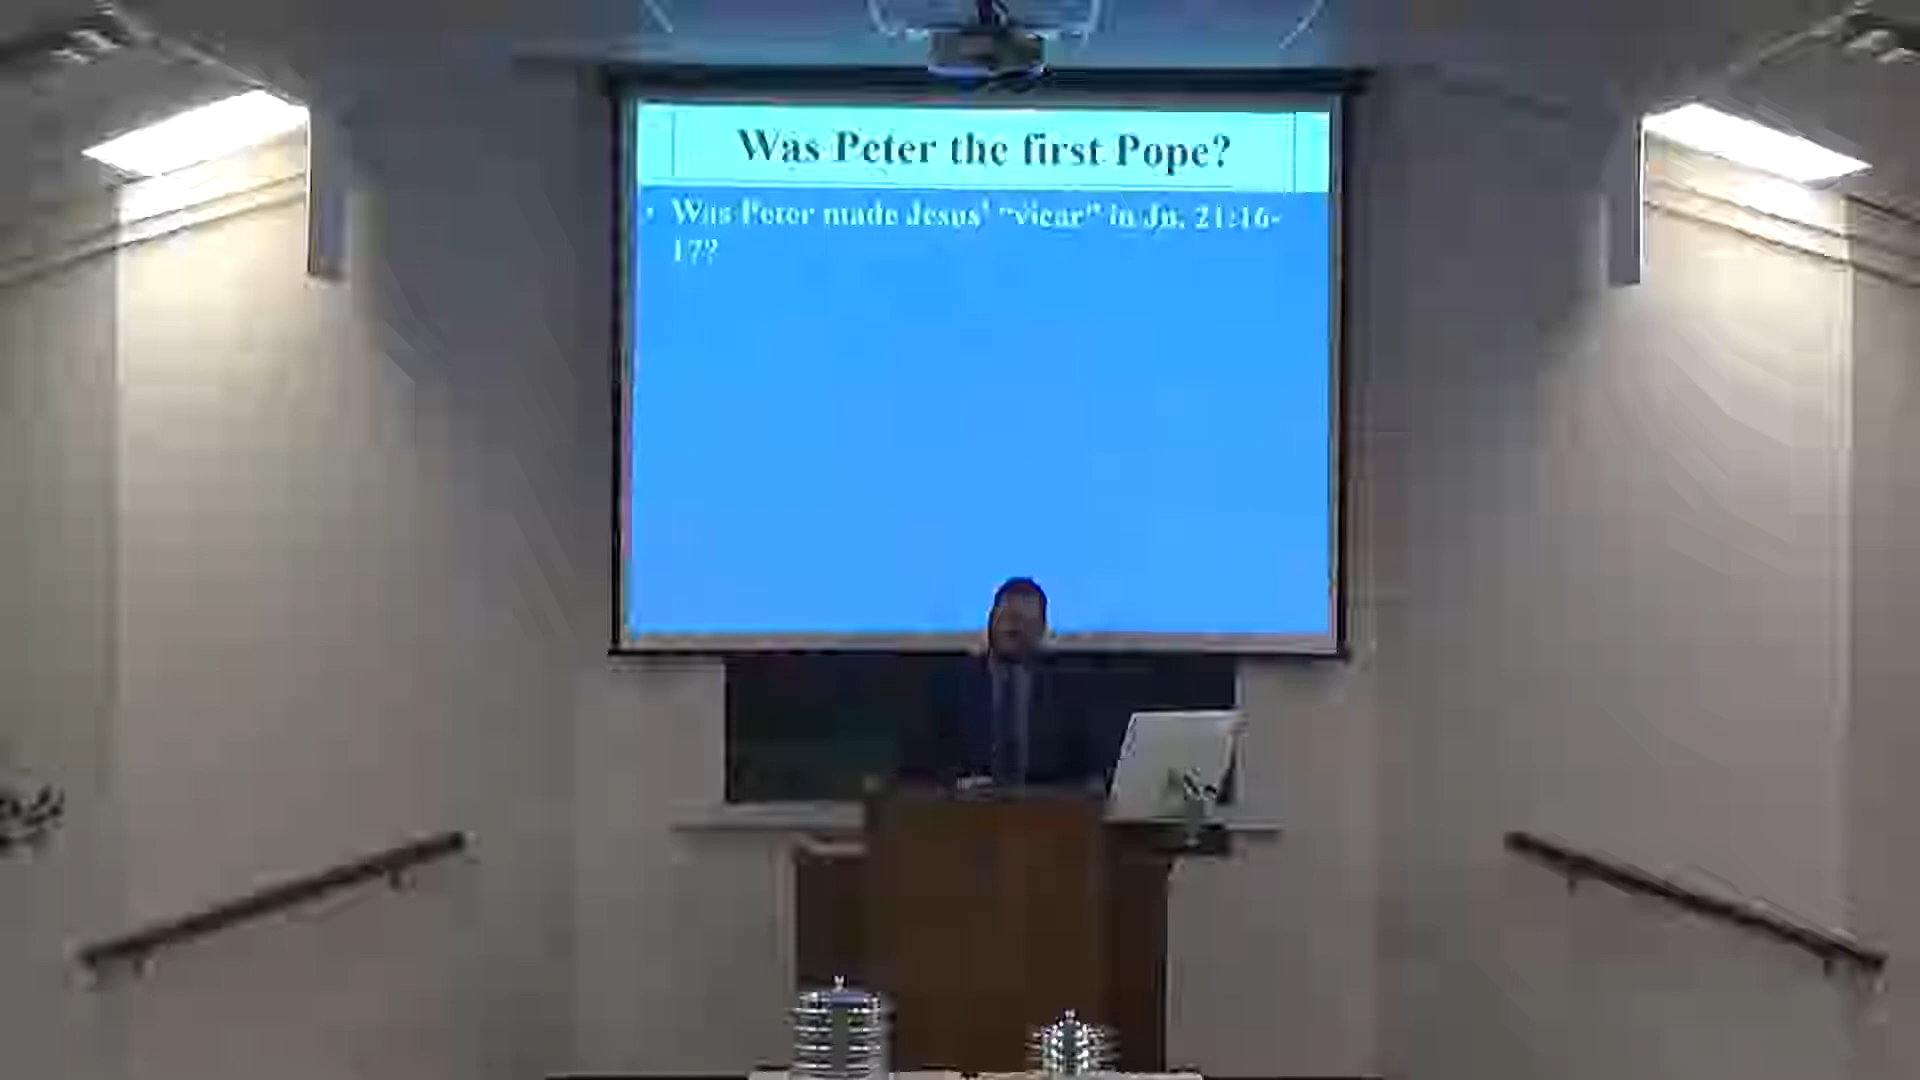 Was Peter the first Pope?
• Was Peter made Jesus' "vicar" in Jn. 21:16-
17?